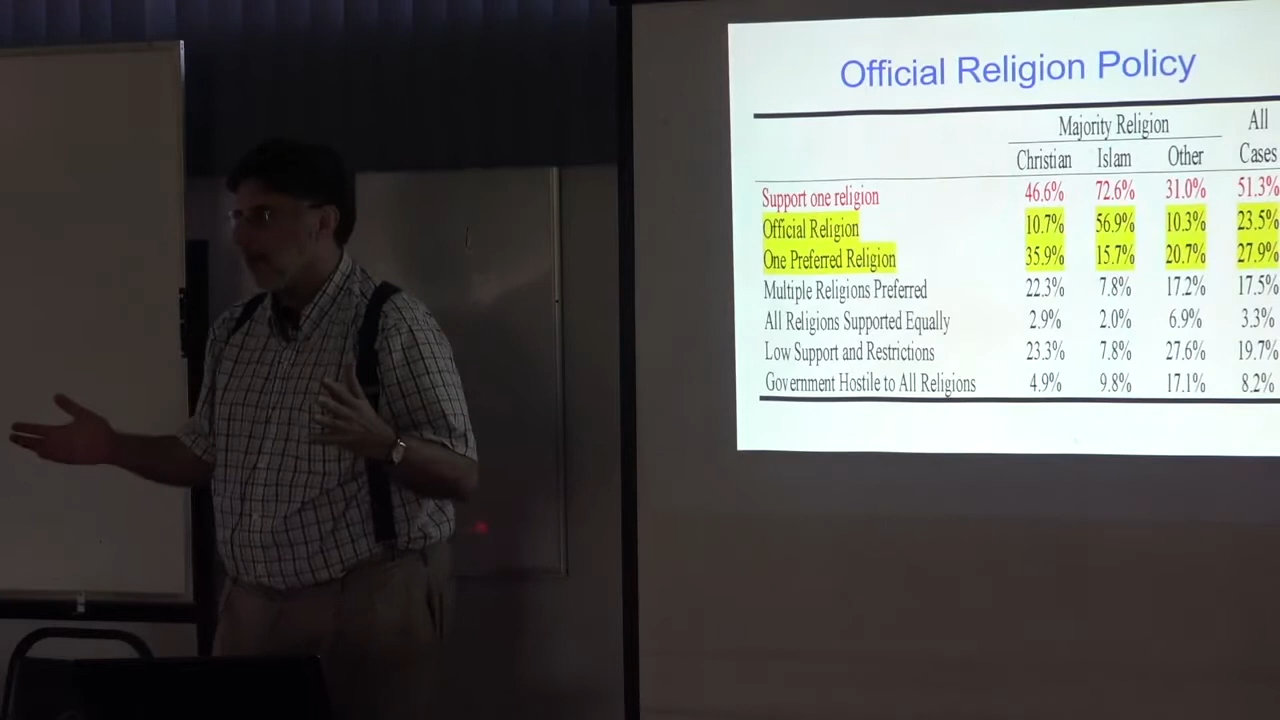 Official Religion Policy
Majority Religion All
Christian Islam Other Cases
Support one religion 46.6% 72.6% 31.0% 51.3%
Official Religion 10.7% 56.9% 10.3% 23.5%
One Preferred Religion 35.9% 15.7% 20.7% 27.9%
Multiple Religions Preferred 22.3% 7.8% 17.2% 17.5%
All Religions Supported Equally 2.9% 2.0% 6.9% 3.3%
Low Support and Restrictions 23.3% 7.8% 27.6% 19.7%
Government Hostile to All Religions 4.9% 9.8% 17.1% 8.2%